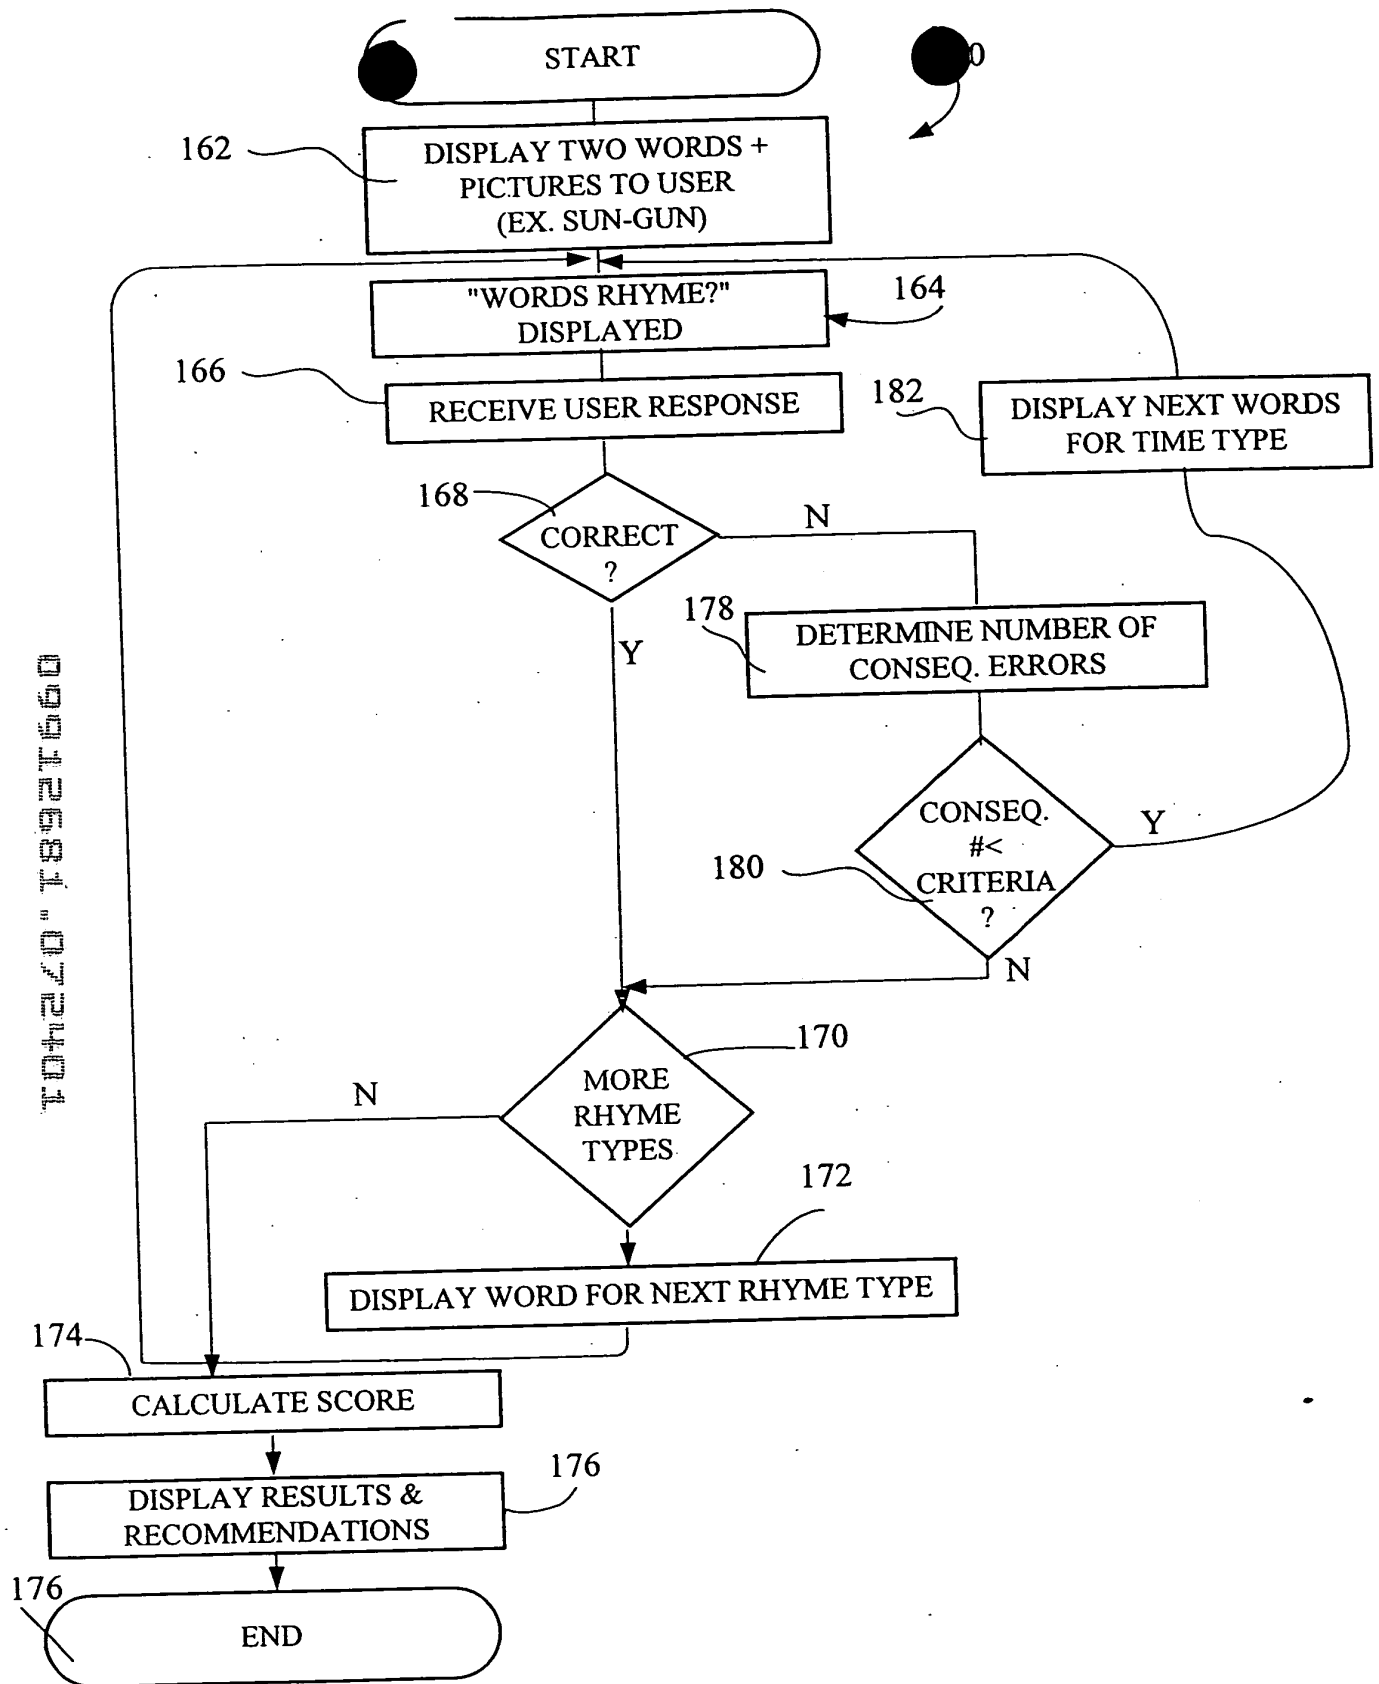 START
0
162
DISPLAY TWO WORDS +
PICTURES TO USER
(EX. SUN-GUN)
"WORDS RHYME?"
DISPLAYED
164
166
RECEIVE USER RESPONSE
182
DISPLAY NEXT WORDS
FOR TIME TYPE
168
CORRECT
?
N
Y
178
DETERMINE NUMBER OF
CONSEQ. ERRORS
CONSEQ.
#<
CRITERIA
?
180
Y
N
170
MORE
RHYME
TYPES
N
172
DISPLAY WORD FOR NEXT RHYME TYPE
174
CALCULATE SCORE
176
DISPLAY RESULTS &
RECOMMENDATIONS
176
END
09912681.072401